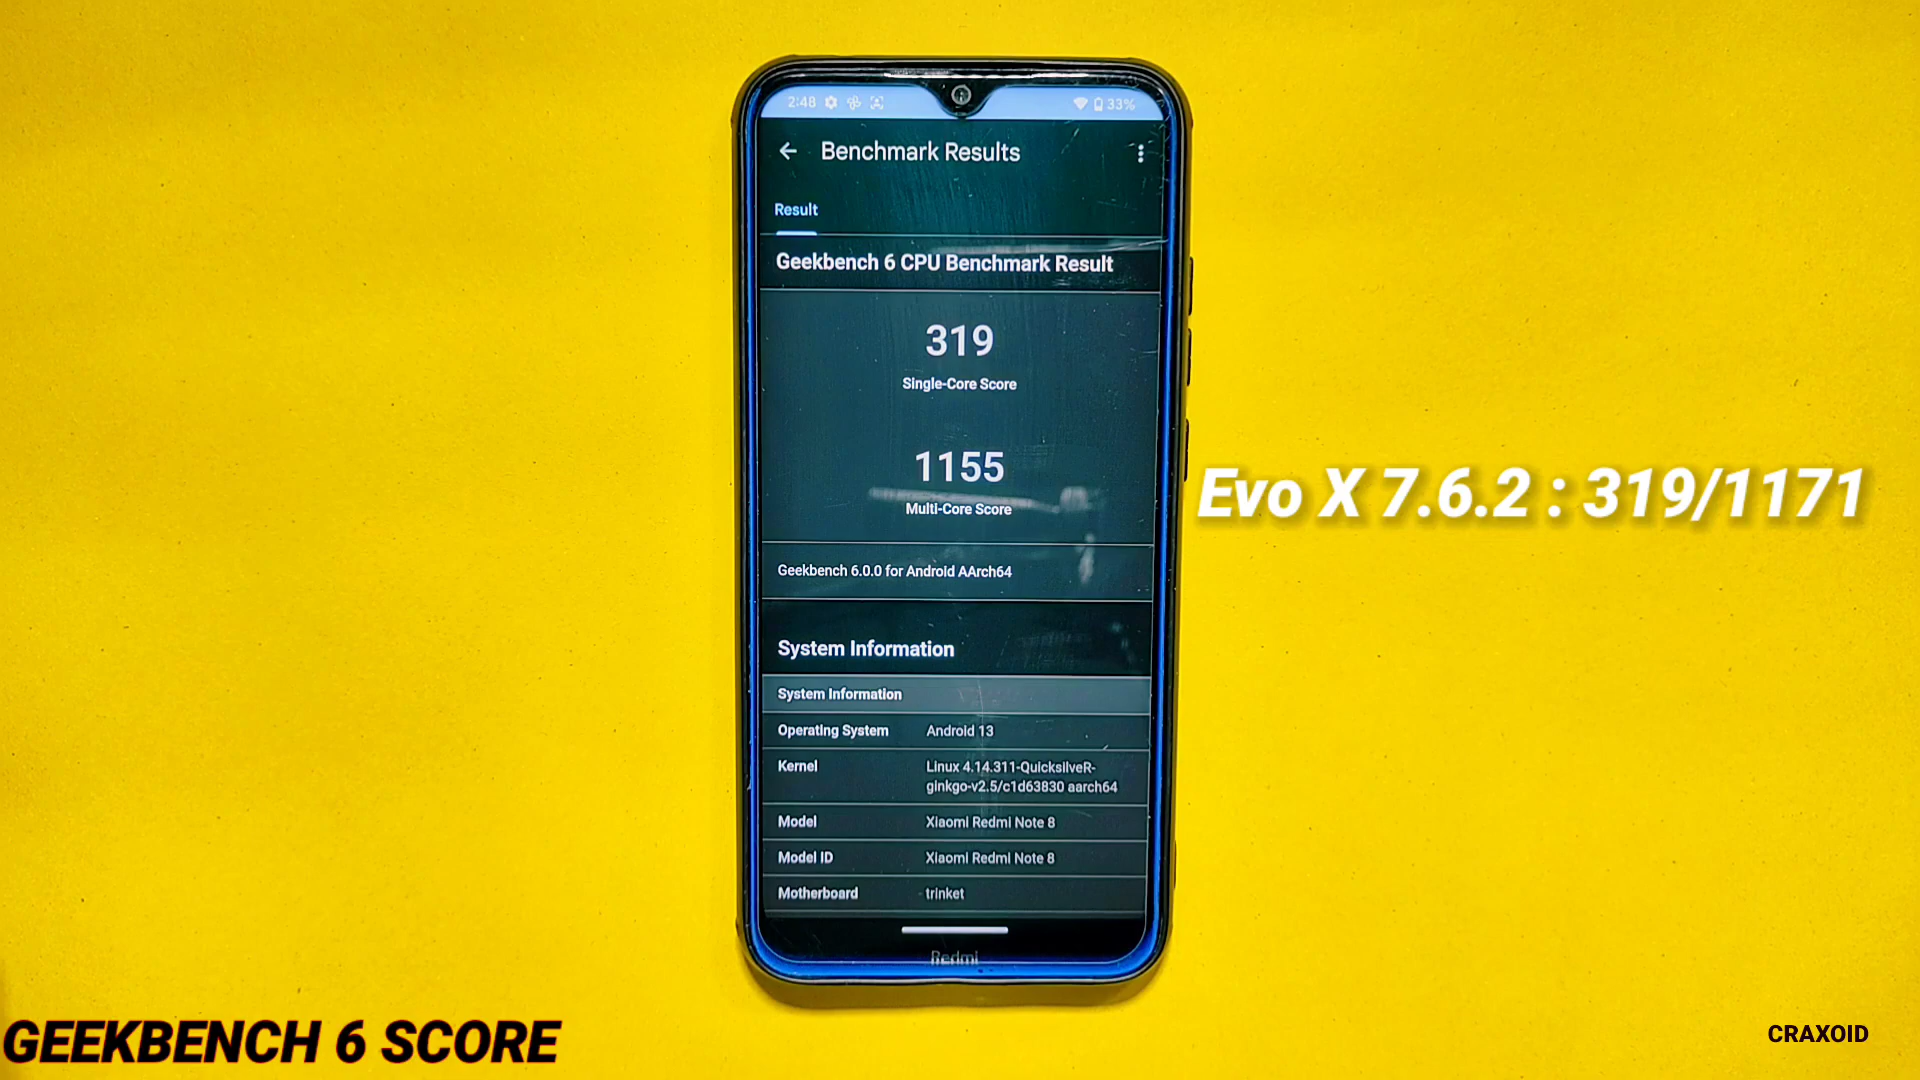 2:48
33%
Benchmark Results
Result
Geekbench 6 CPU Benchmark Result
319
Single-Core Score
1155
Multi-Core Score
Geekbench 6.0.0 for Android AArch64
System Information
System Information
Operating System Android 13
Kernel Linux 4.14.311-QuicksilveR-
ginkgo-v2.5/c1d63830 aarch64
Model Xiaomi Redmi Note 8
Model ID Xiaomi Redmi Note 8
Motherboard trinket
Redmi
Evo X 7.6.2 : 319/1171
GEEKBENCH 6 SCORE
CRAXOID